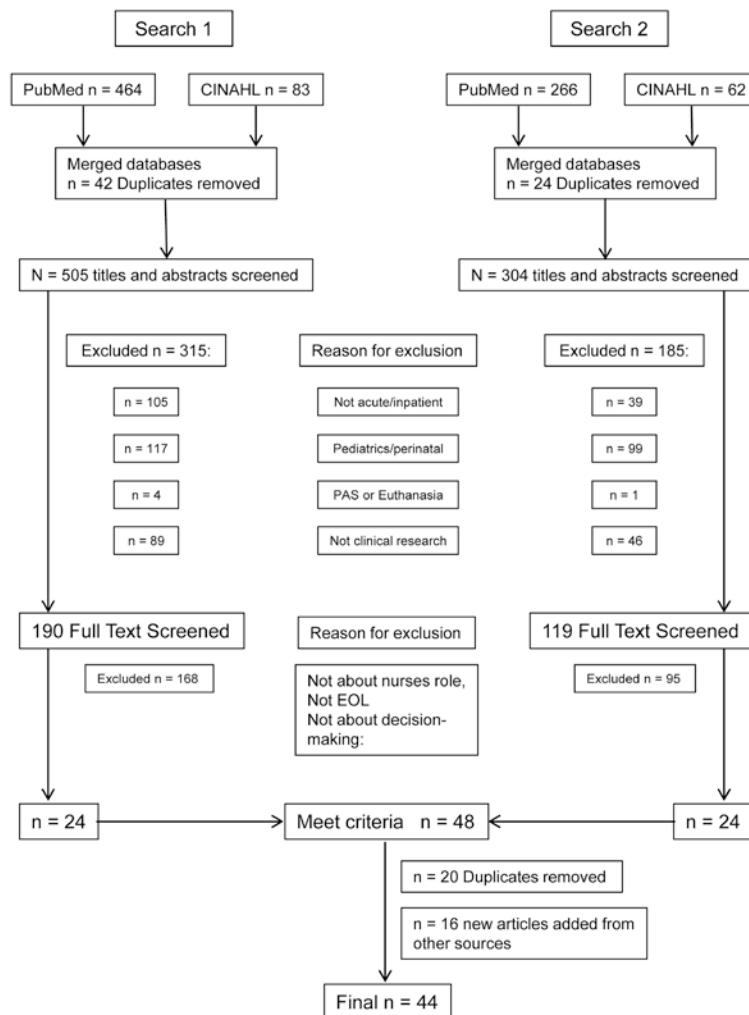 Search 1
Search 2
PubMed n = 464
CINAHL n = 83
PubMed n = 266
CINAHL n = 62
Merged databases
n = 42 Duplicates removed
Merged databases
n = 24 Duplicates removed
N = 505 titles and abstracts screened
N = 304 titles and abstracts screened
Excluded n = 315:
Reason for exclusion
Excluded n = 185:
n = 105
Not acute/inpatient
n = 39
n = 117
Pediatrics/perinatal
n = 99
n = 4
PAS or Euthanasia
n = 1
n = 89
Not clinical research
n = 46
190 Full Text Screened
Reason for exclusion
119 Full Text Screened
Excluded n = 168
Not about nurses role,
Not EOL
Not about decision-
making:
Excluded n = 95
n = 24
Meet criteria n = 48
n = 24
n = 20 Duplicates removed
n = 16 new articles added from
other sources
Final n = 44